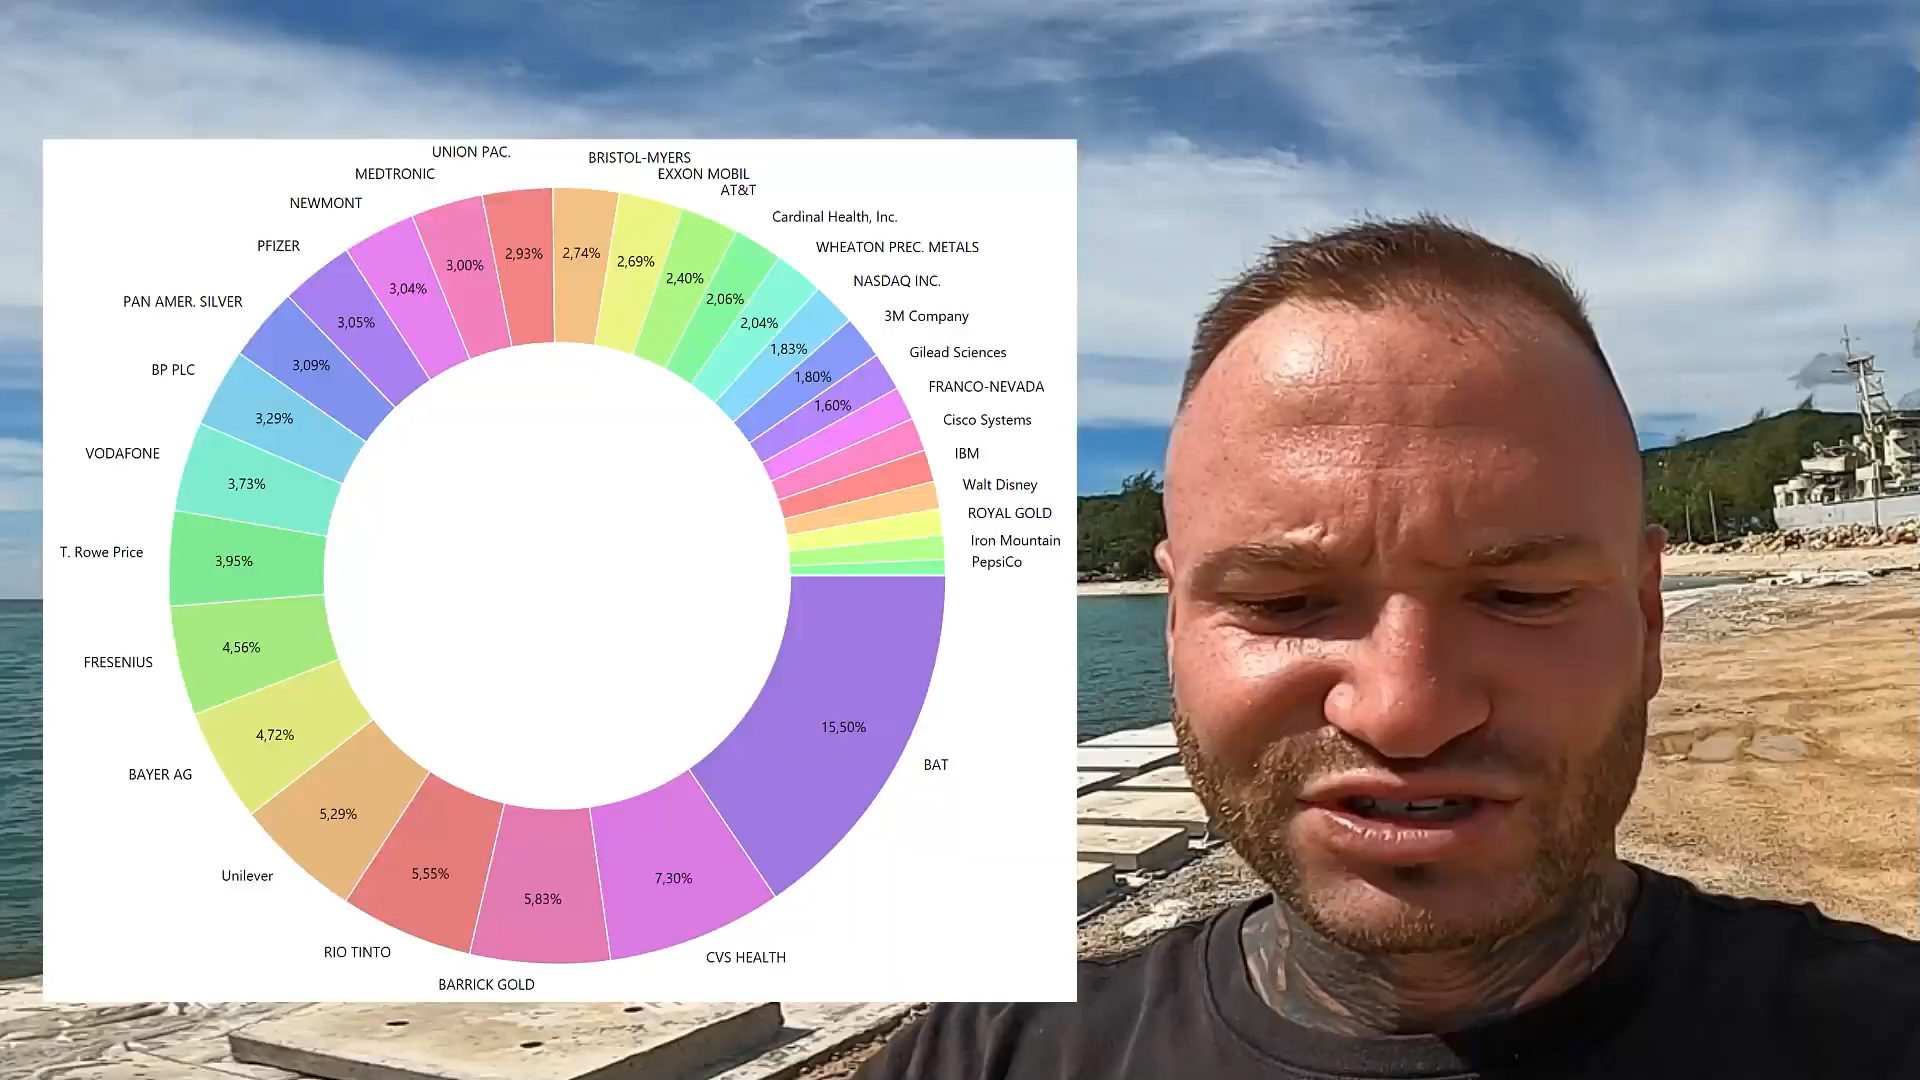 UNION PAC.
BRISTOL-MYERS
MEDTRONIC
EXXON MOBIL
AT&T
NEWMONT
Cardinal Health, Inc.
PFIZER
WHEATON PREC. METALS
NASDAQ INC.
PAN AMER. SILVER
3M Company
BP PLC
Gilead Sciences
FRANCO-NEVADA
Cisco Systems
VODAFONE
IBM
Walt Disney
ROYAL GOLD
Iron Mountain
T. Rowe Price
PepsiCo
FRESENIUS
BAYER AG
BAT
Unilever
RIO TINTO
CVS HEALTH
BARRICK GOLD
2,93%
2,74%
2,69%
3,00%
2,40%
3,04%
2,06%
3,05%
2,04%
1,83%
3,09%
1,80%
1,60%
3,29%
3,73%
3,95%
4,56%
4,72%
15,50%
5,29%
5,55%
7,30%
5,83%